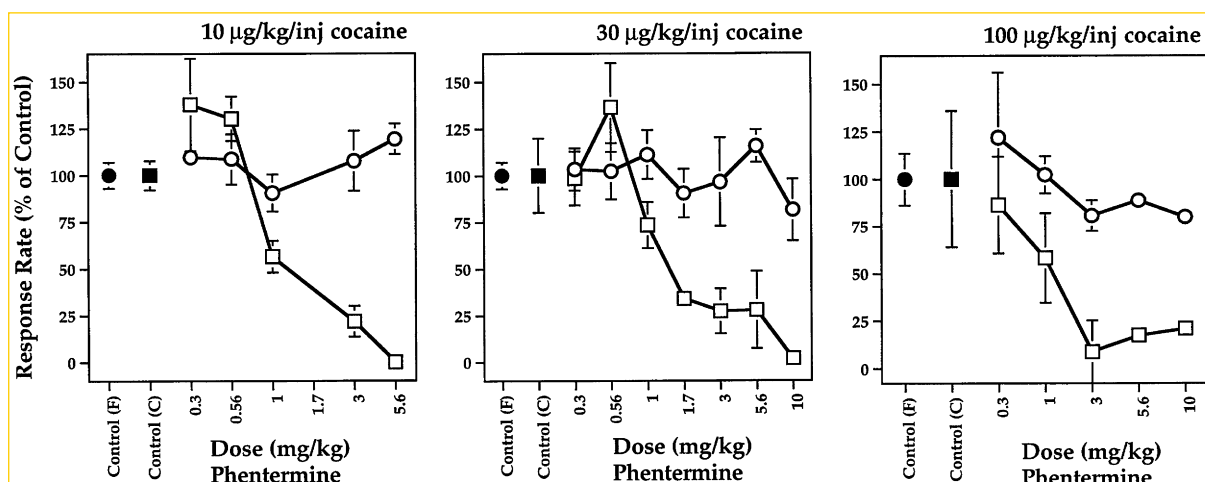 10 µg/kg/inj cocaine
30 µg/kg/inj cocaine
100 µg/kg/inj cocaine
Response Rate (% of Control)
150
125
100
75
50
25
0
Control (F)
Control (C)
0.3
0.56
1
1.7
3
5.6
Dose (mg/kg)
Phentermine
150
125
100
75
50
25
0
Control (F)
Control (C)
0.3
0.56
1
1.7
3
5.6
10
Dose (mg/kg)
Phentermine
150
125
100
75
50
25
0
Control (F)
Control (C)
0.3
1
3
5.6
10
Dose (mg/kg)
Phentermine